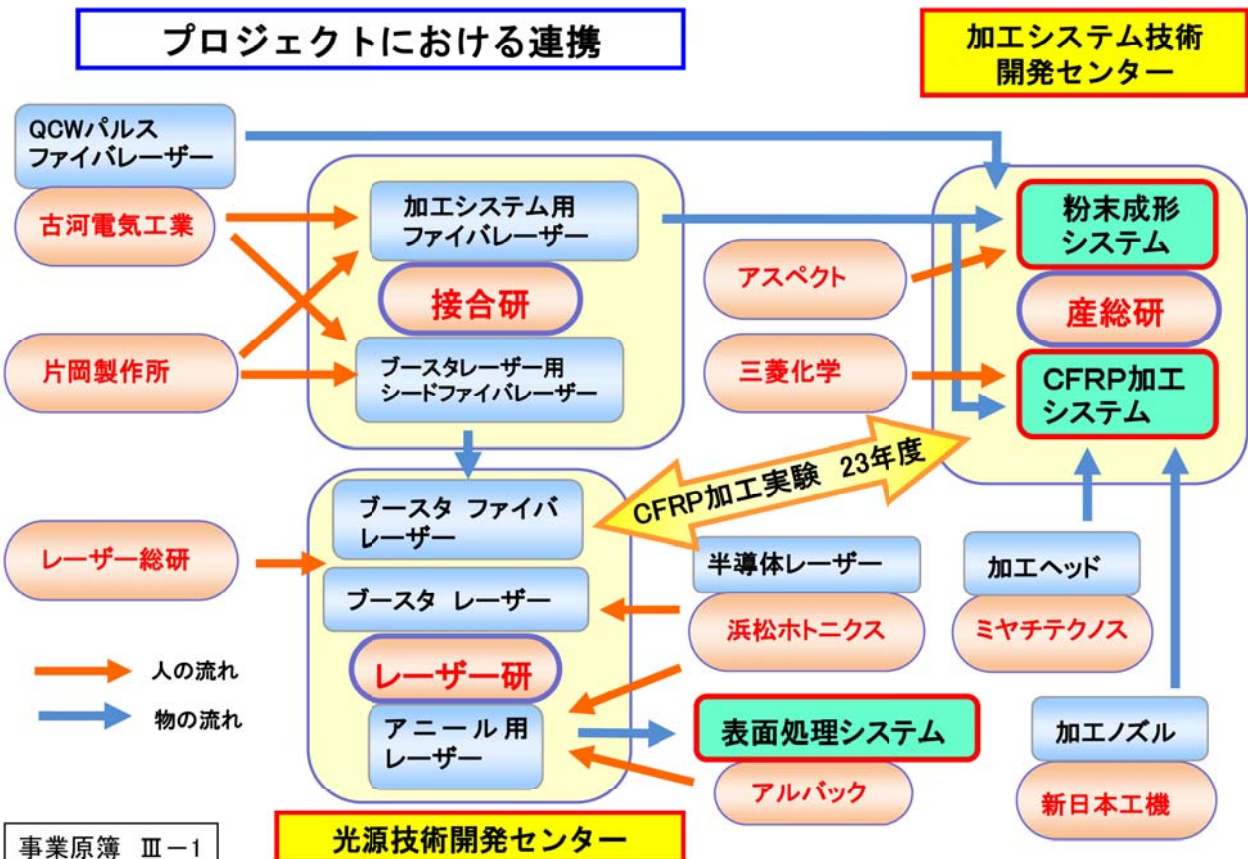 プロジェクトにおける連携
加工システム技術
開発センター
QCWパルス
ファイバレーザー
古河電気工業
片岡製作所
加工システム用
ファイバレーザー
接合研
ブースタレーザー用
シードファイバレーザー
アスペクト
三菱化学
粉末成形
システム
産総研
CFRP加工
システム
CFRP加工実験 23年度
レーザー総研
ブースタ ファイバ
レーザー
ブースタ レーザー
レーザー研
アニール用
レーザー
半導体レーザー
浜松ホトニクス
加工ヘッド
ミヤチテクノス
人の流れ
物の流れ
表面処理システム
アルバック
加工ノズル
新日本工機
事業原簿 Ⅲ-1
光源技術開発センター